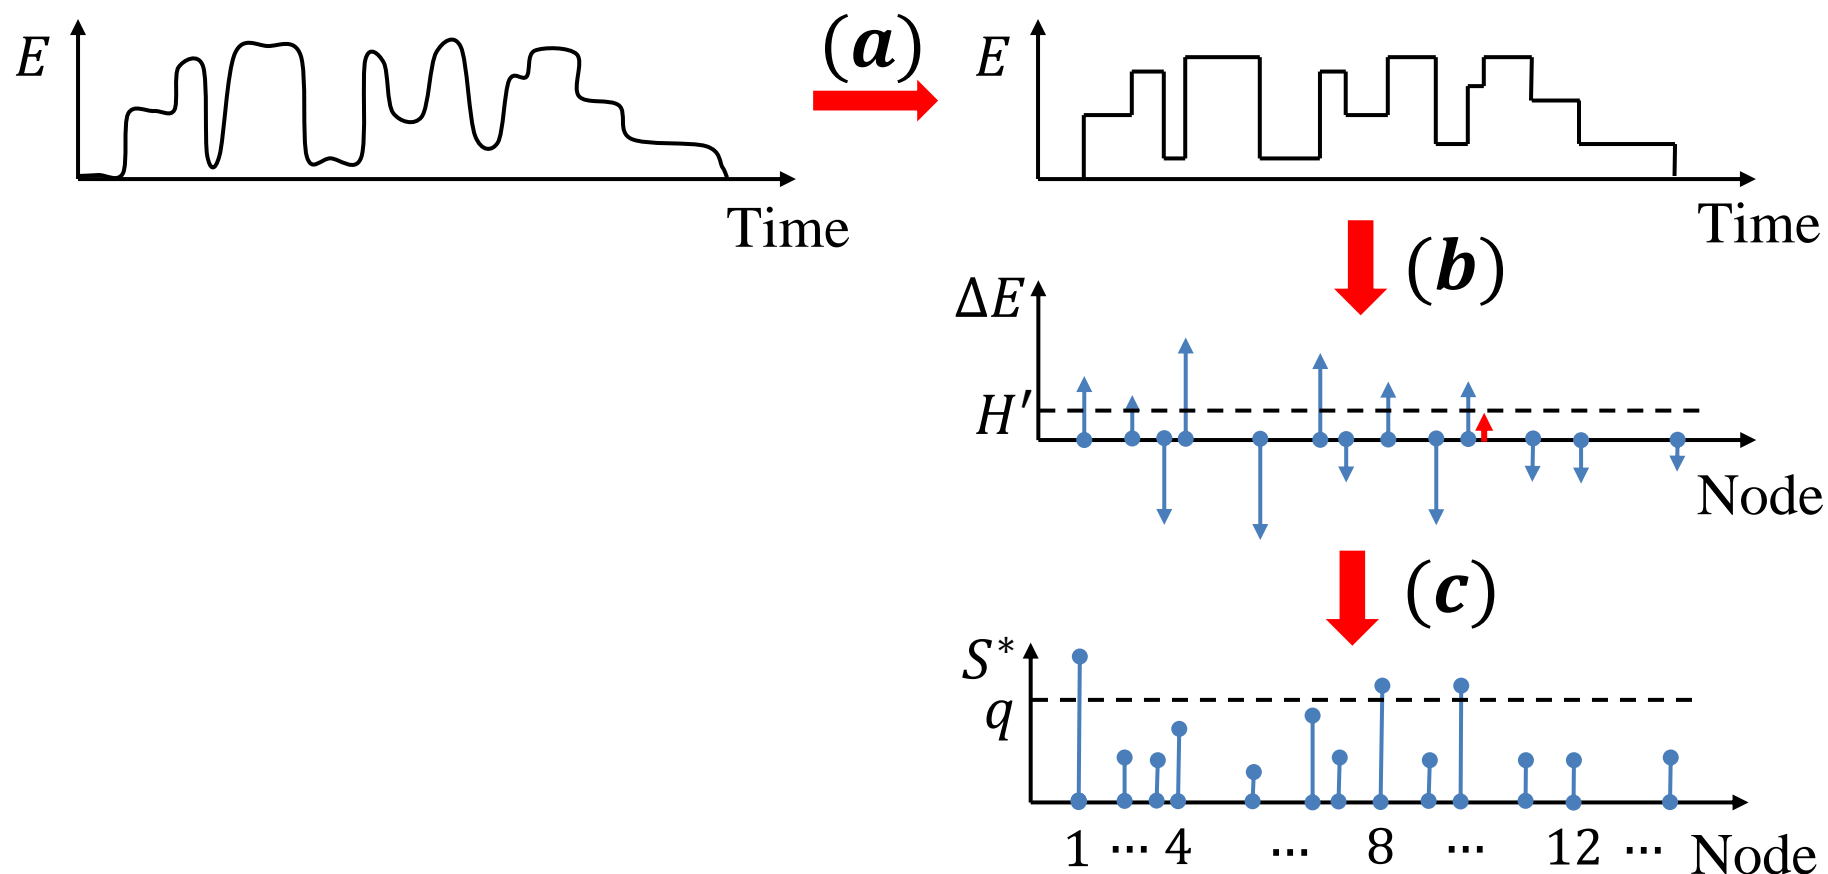 E
(a)
E
Time
Time
(b)
ΔE
H′
Node
(c)
S*
q
1 ... 4 ... 8 ... 12 ... Node